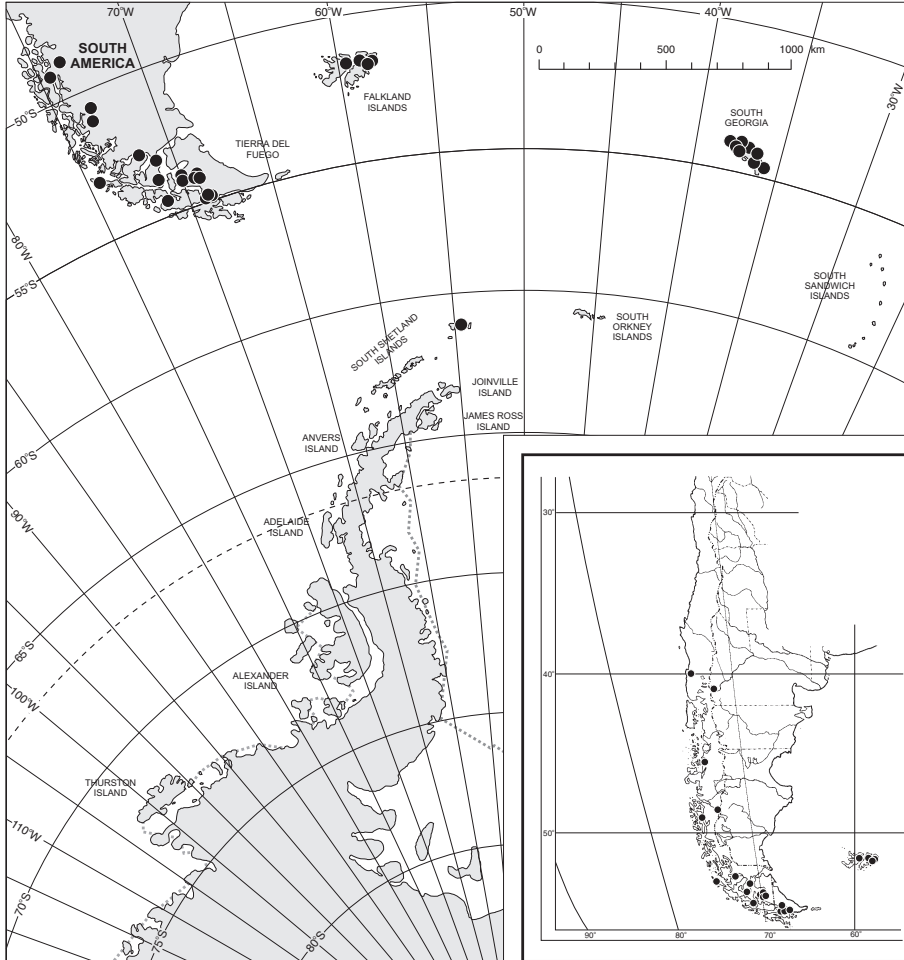 70°W
60°W
50°W
40°W
SOUTH
AMERICA
0 500 1000 km
30°W
FALKLAND
ISLANDS
50°S
SOUTH
GEORGIA
TIERRA DEL
FUEGO
80°W
55°S
SOUTH
SANDWICH
ISLANDS
SOUTH
ORKNEY
ISLANDS
SOUTH SHETLAND
ISLANDS
JOINVILLE
ISLAND
JAMES ROSS
ISLAND
ANVERS
ISLAND
60°S
90°W
ADELAIDE
ISLAND
65°S
100°W
ALEXANDER
ISLAND
THURSTON
ISLAND
110°W
70°S
75°S
80°S
30°
40°
50°
90°
80°
70°
60°